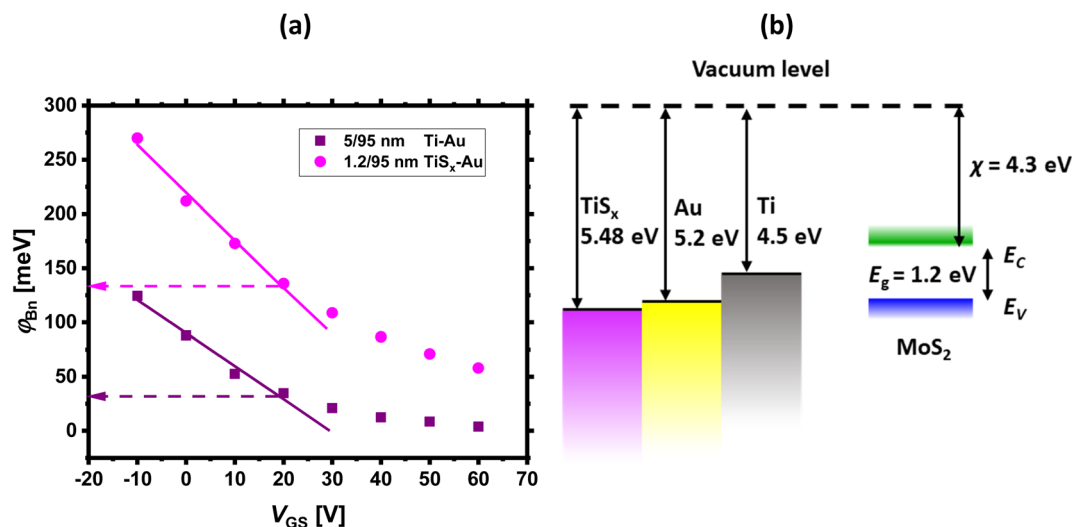 (a)
300
250
200
150
100
50
0
φBn [meV]
5/95 nm Ti-Au
1.2/95 nm TiSx-Au
-20 -10 0 10 20 30 40 50 60 70
VGS [V]
(b)
Vacuum level
TiSx
5.48 eV
Au
5.2 eV
Ti
4.5 eV
χ = 4.3 eV
EC
Eg = 1.2 eV
EV
MoS2